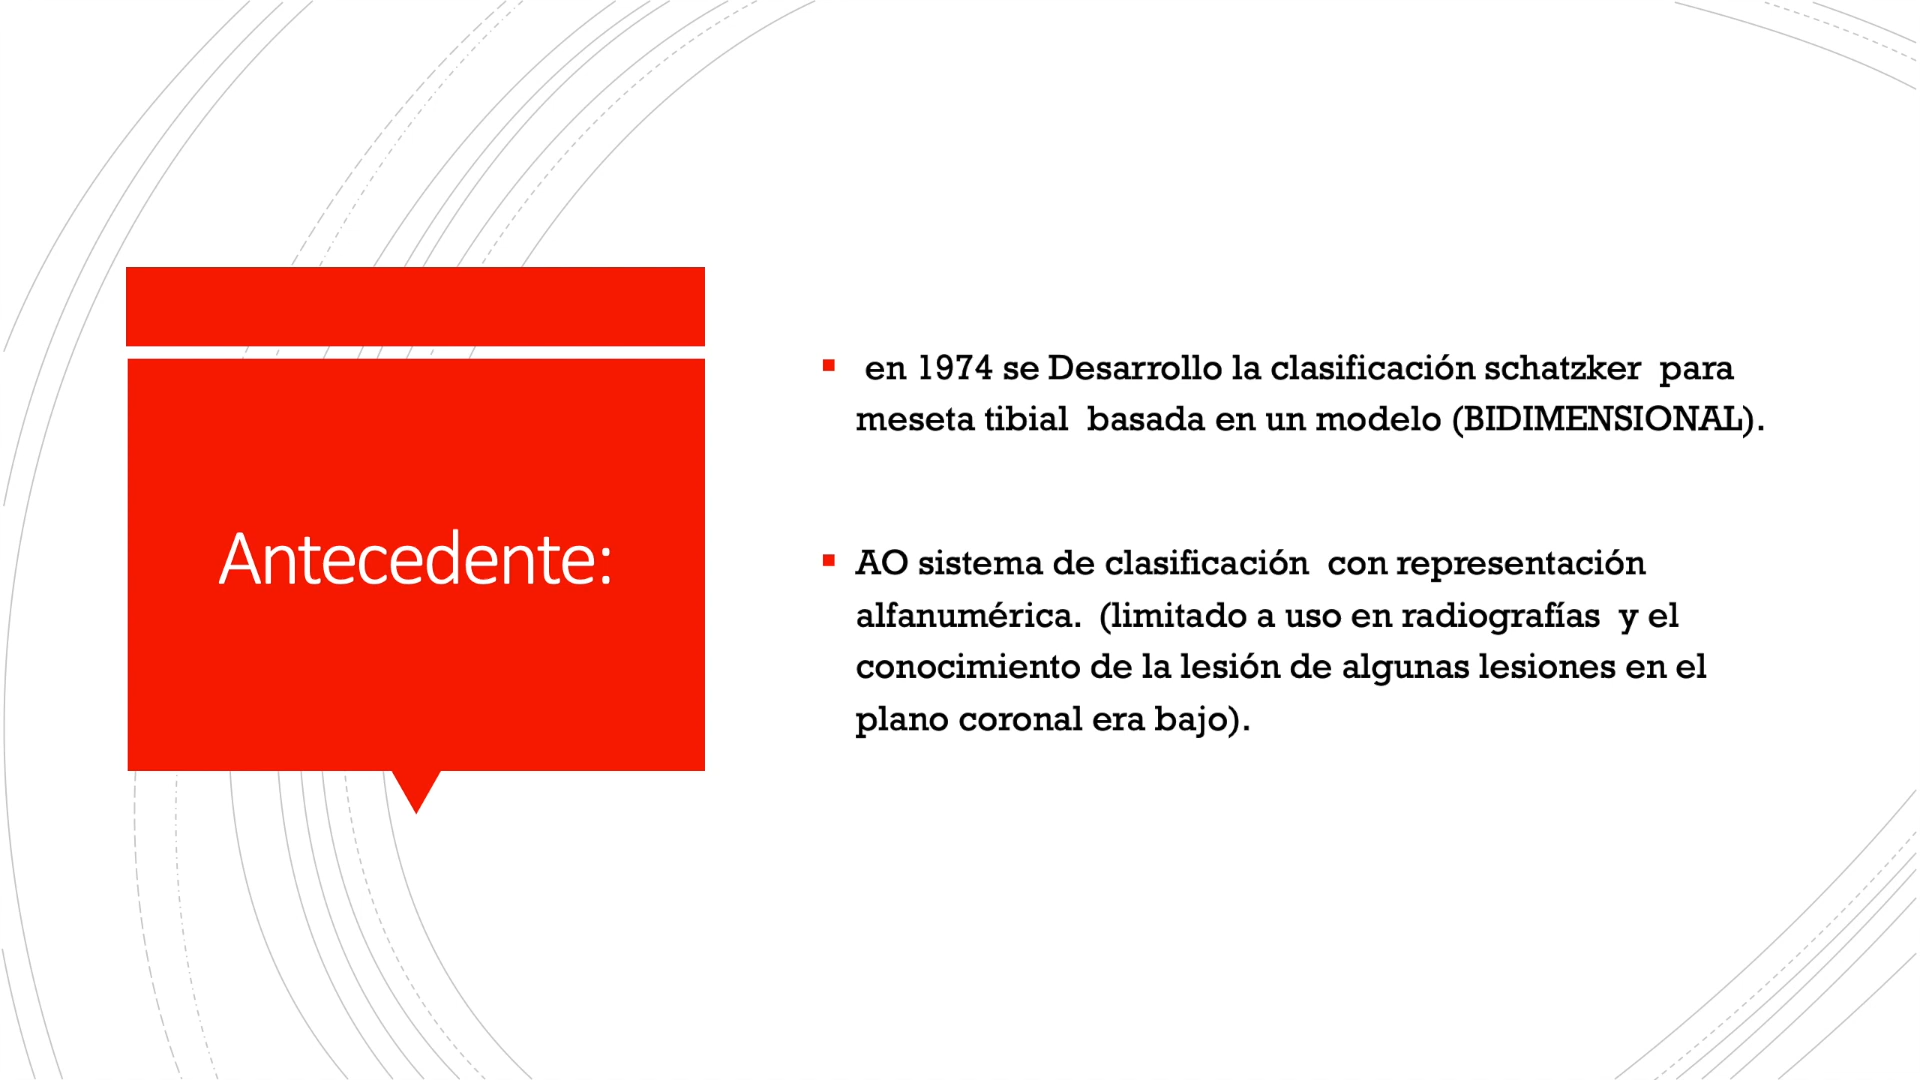 Antecedente:
en 1974 se Desarrollo la clasificación schatzker para
meseta tibial basada en un modelo (BIDIMENSIONAL).
AO sistema de clasificación con representación
alfanumérica. (limitado a uso en radiografías y el
conocimiento de la lesión de algunas lesiones en el
plano coronal era bajo).